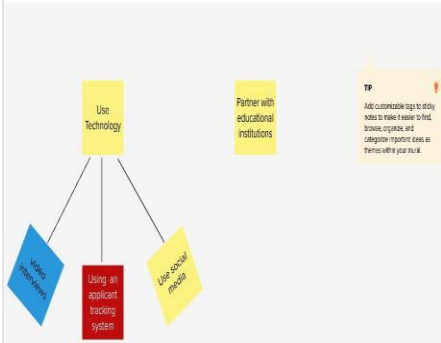 Use
Technology
Partner with
educational
institutions
TIP
Add customizable tags to sticky
notes to make it easier to find,
browse, organize, and
categorize important ideas as
themes within your mural.
video
interviews
Using an
applicant
tracking
system
Use social
media